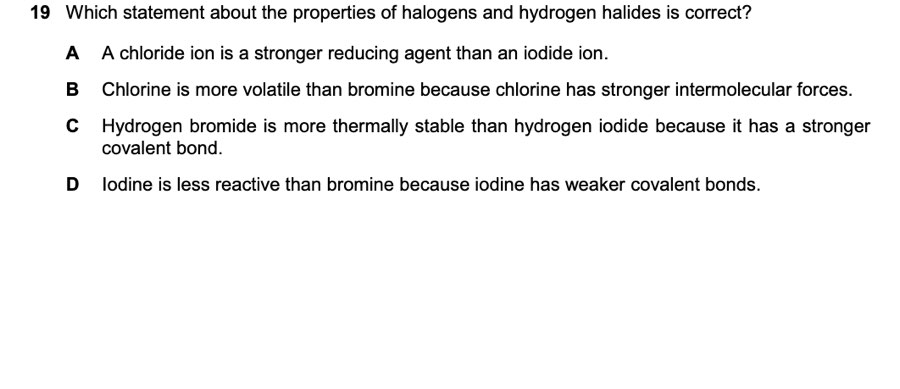 19 Which statement about the properties of halogens and hydrogen halides is correct?
A A chloride ion is a stronger reducing agent than an iodide ion.
B Chlorine is more volatile than bromine because chlorine has stronger intermolecular forces.
C Hydrogen bromide is more thermally stable than hydrogen iodide because it has a stronger
covalent bond.
D Iodine is less reactive than bromine because iodine has weaker covalent bonds.